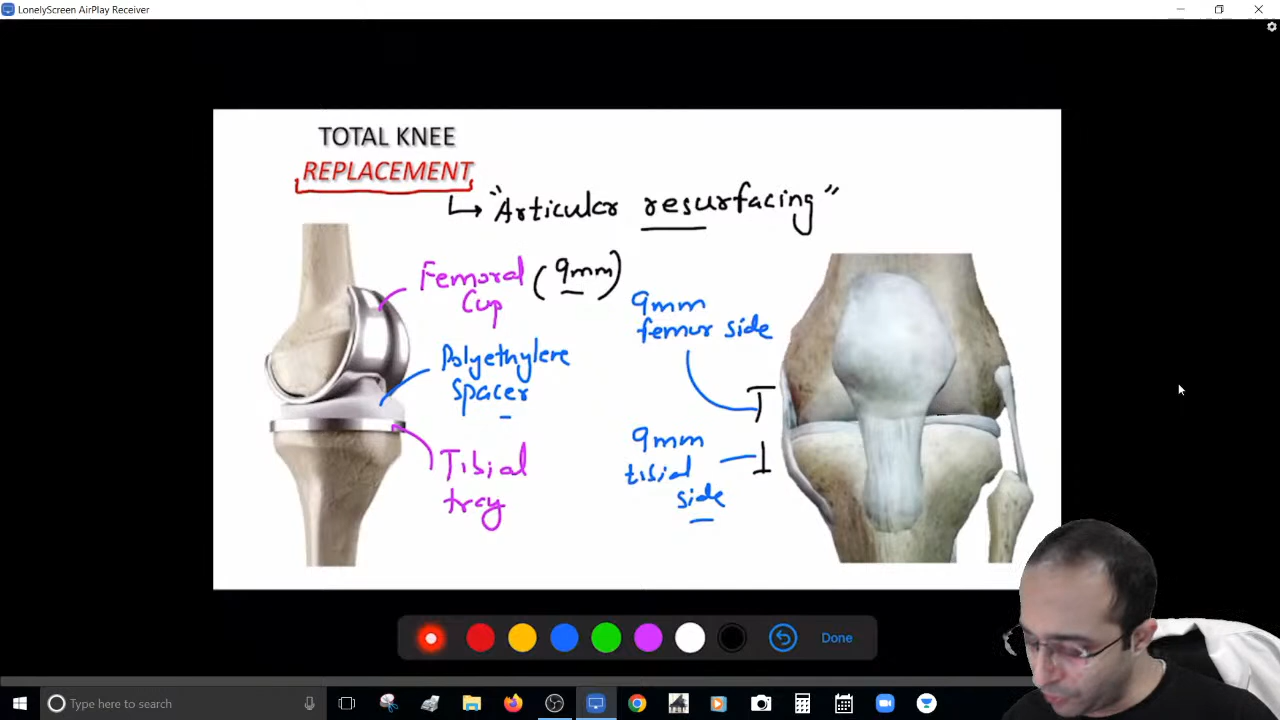 LonelyScreen AirPlay Receiver
TOTAL KNEE
REPLACEMENT
"Articular resurfacing"
Femoral (9mm)
Cup
Polyethylene
Spacer
Tibial
tray
9mm
femur side
9mm
tibial
side
Done
Type here to search